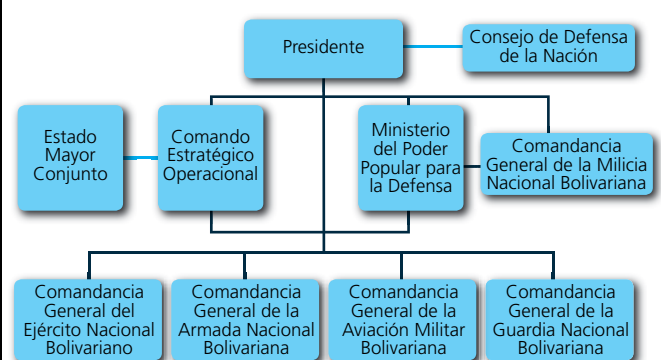 Presidente
Consejo de Defensa
de la Nación
Estado
Mayor
Conjunto
Comando
Estratégico
Operacional
Ministerio
del Poder
Popular para
la Defensa
Comandancia
General de la Milicia
Nacional Bolivariana
Comandancia
General del
Ejército Nacional
Bolivariano
Comandancia
General de la
Armada Nacional
Bolivariana
Comandancia
General de la
Aviación Militar
Bolivariana
Comandancia
General de la
Guardia Nacional
Bolivariana